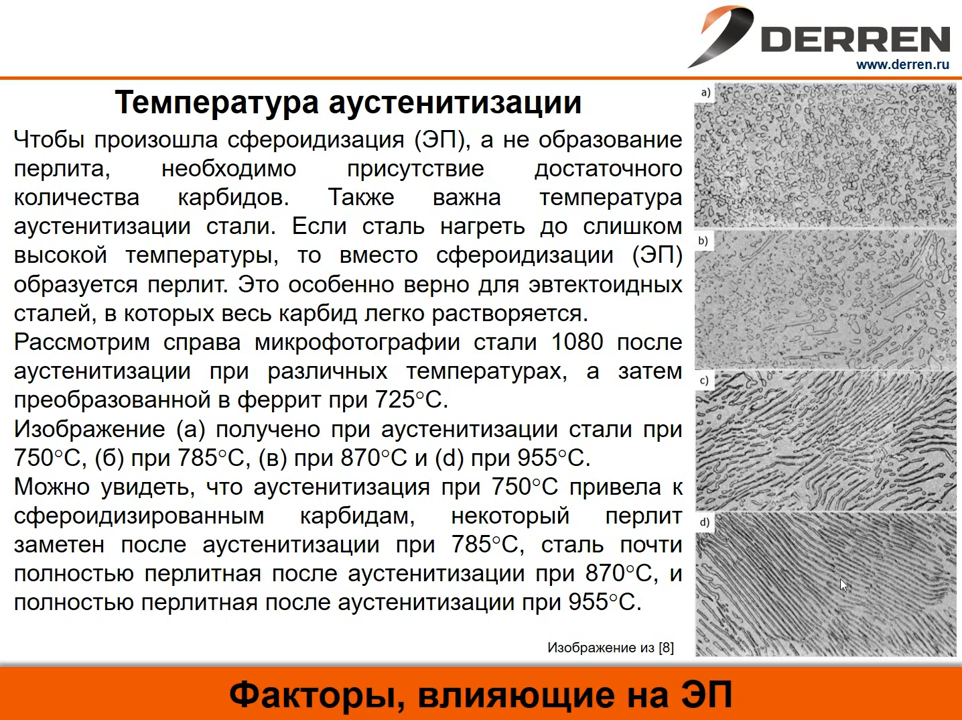 DERREN
www.derren.ru
Температура аустенитизации
Чтобы произошла сфероидизация (ЭП), а не образование
перлита, необходимо присутствие достаточного
количества карбидов. Также важна температура
аустенитизации стали. Если сталь нагреть до слишком
высокой температуры, то вместо сфероидизации (ЭП)
образуется перлит. Это особенно верно для эвтектоидных
сталей, в которых весь карбид легко растворяется.
Рассмотрим справа микрофотографии стали 1080 после
аустенитизации при различных температурах, а затем
преобразованной в феррит при 725°C.
Изображение (а) получено при аустенитизации стали при
750°C, (б) при 785°C, (в) при 870°C и (d) при 955°C.
Можно увидеть, что аустенитизация при 750°C привела к
сфероидизированным карбидам, некоторый перлит
заметен после аустенитизации при 785°C, сталь почти
полностью перлитная после аустенитизации при 870°C, и
полностью перлитная после аустенитизации при 955°C.
Изображение из [8]
a)
b)
c)
d)
Факторы, влияющие на ЭП